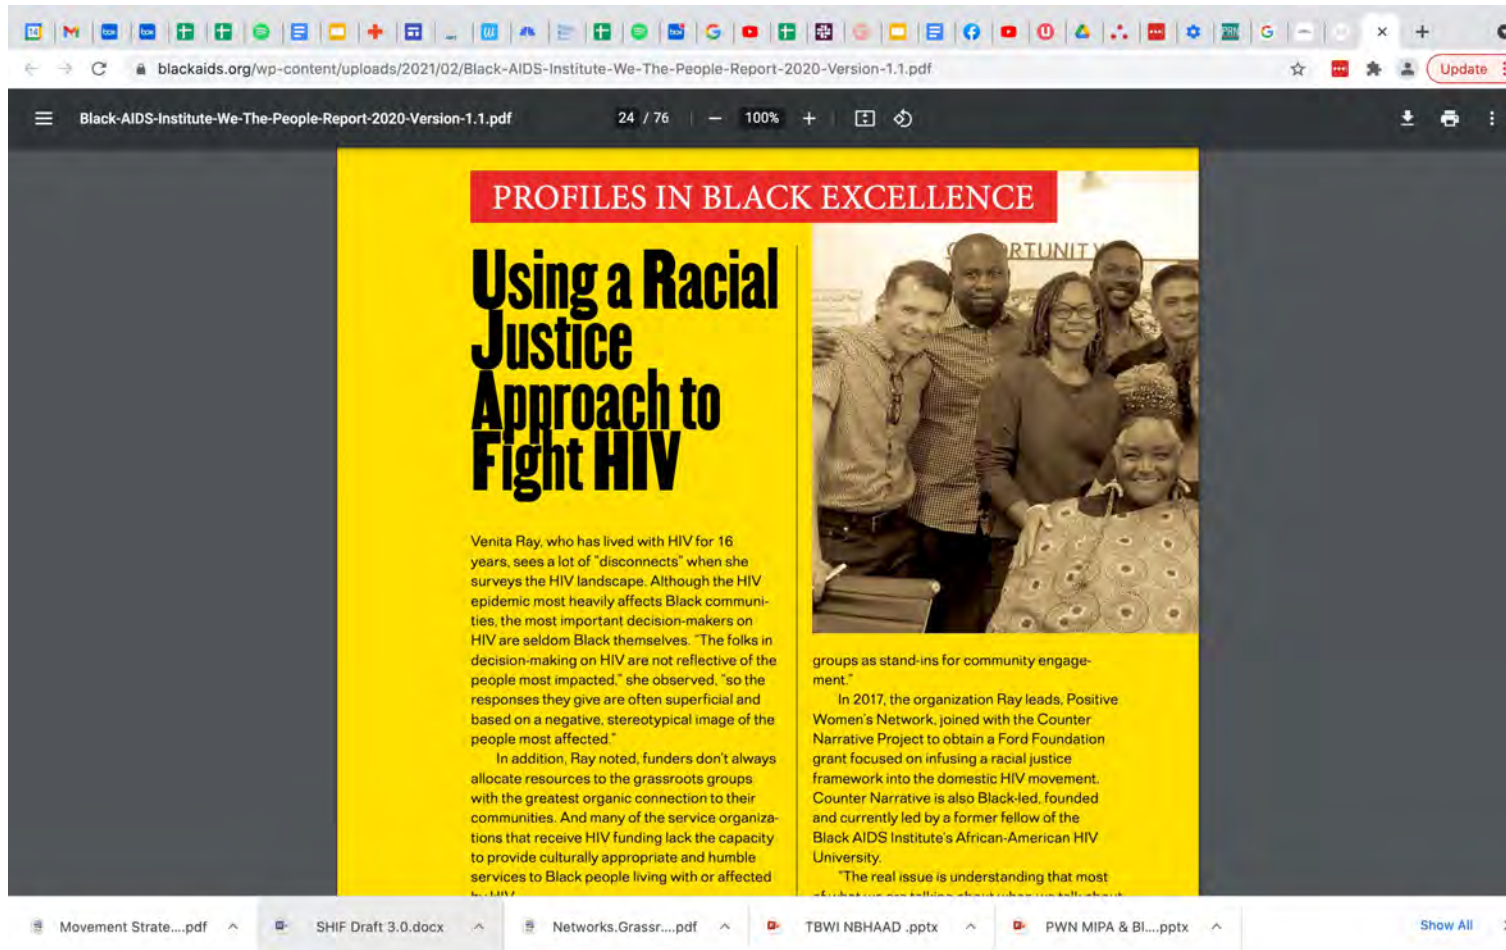 blackaids.org/wp-content/uploads/2021/02/Black-AIDS-Institute-We-The-People-Report-2020-Version-1.1.pdf
Update
Black-AIDS-Institute-We-The-People-Report-2020-Version-1.1.pdf
24 / 76
100%
PROFILES IN BLACK EXCELLENCE
Using a Racial
Justice
Approach to
Fight HIV
Venita Ray, who has lived with HIV for 16
years, sees a lot of "disconnects" when she
surveys the HIV landscape. Although the HIV
epidemic most heavily affects Black communi-
ties, the most important decision-makers on
HIV are seldom Black themselves. "The folks in
decision-making on HIV are not reflective of the
people most impacted," she observed, "so the
responses they give are often superficial and
based on a negative, stereotypical image of the
people most affected."
In addition, Ray noted, funders don't always
allocate resources to the grassroots groups
with the greatest organic connection to their
communities. And many of the service organiza-
tions that receive HIV funding lack the capacity
to provide culturally appropriate and humble
services to Black people living with or affected
by HIV.
groups as stand-ins for community engage-
ment."
In 2017, the organization Ray leads, Positive
Women's Network, joined with the Counter
Narrative Project to obtain a Ford Foundation
grant focused on infusing a racial justice
framework into the domestic HIV movement.
Counter Narrative is also Black-led, founded
and currently led by a former fellow of the
Black AIDS Institute's African-American HIV
University.
"The real issue is understanding that most
of what we are talking about when we talk about
Movement Strate....pdf
SHIF Draft 3.0.docx
Networks.Grassr....pdf
TBWI NBHAAD .pptx
PWN MIPA & Bl....pptx
Show All